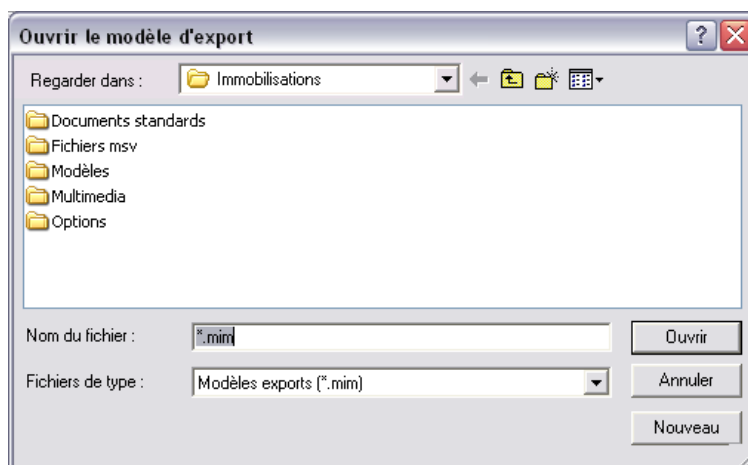 Ouvrir le modèle d'export
Regarder dans :
Immobilisations
Documents standards
Fichiers msv
Modèles
Multimedia
Options
Nom du fichier :
*.mim
Ouvrir
Fichiers de type :
Modèles exports (*.mim)
Annuler
Nouveau